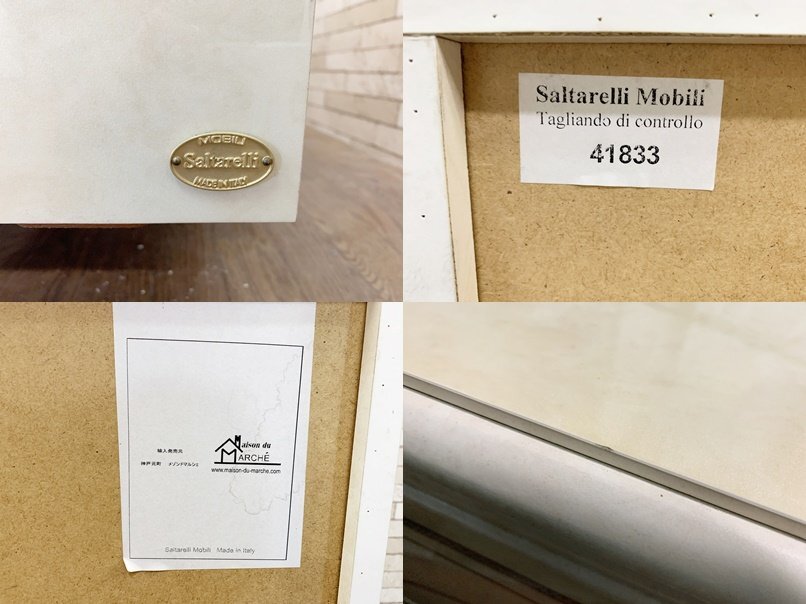 MOBILI
Saltarelli
MADE IN ITALY
Saltarelli Mobili
Tagliando di controllo
41833
輸入発売元
神戸元町 メゾンドマルシェ
Maison du
MARCHÉ
www.maison-du-marche.com
Saltarelli Mobili Made in Italy